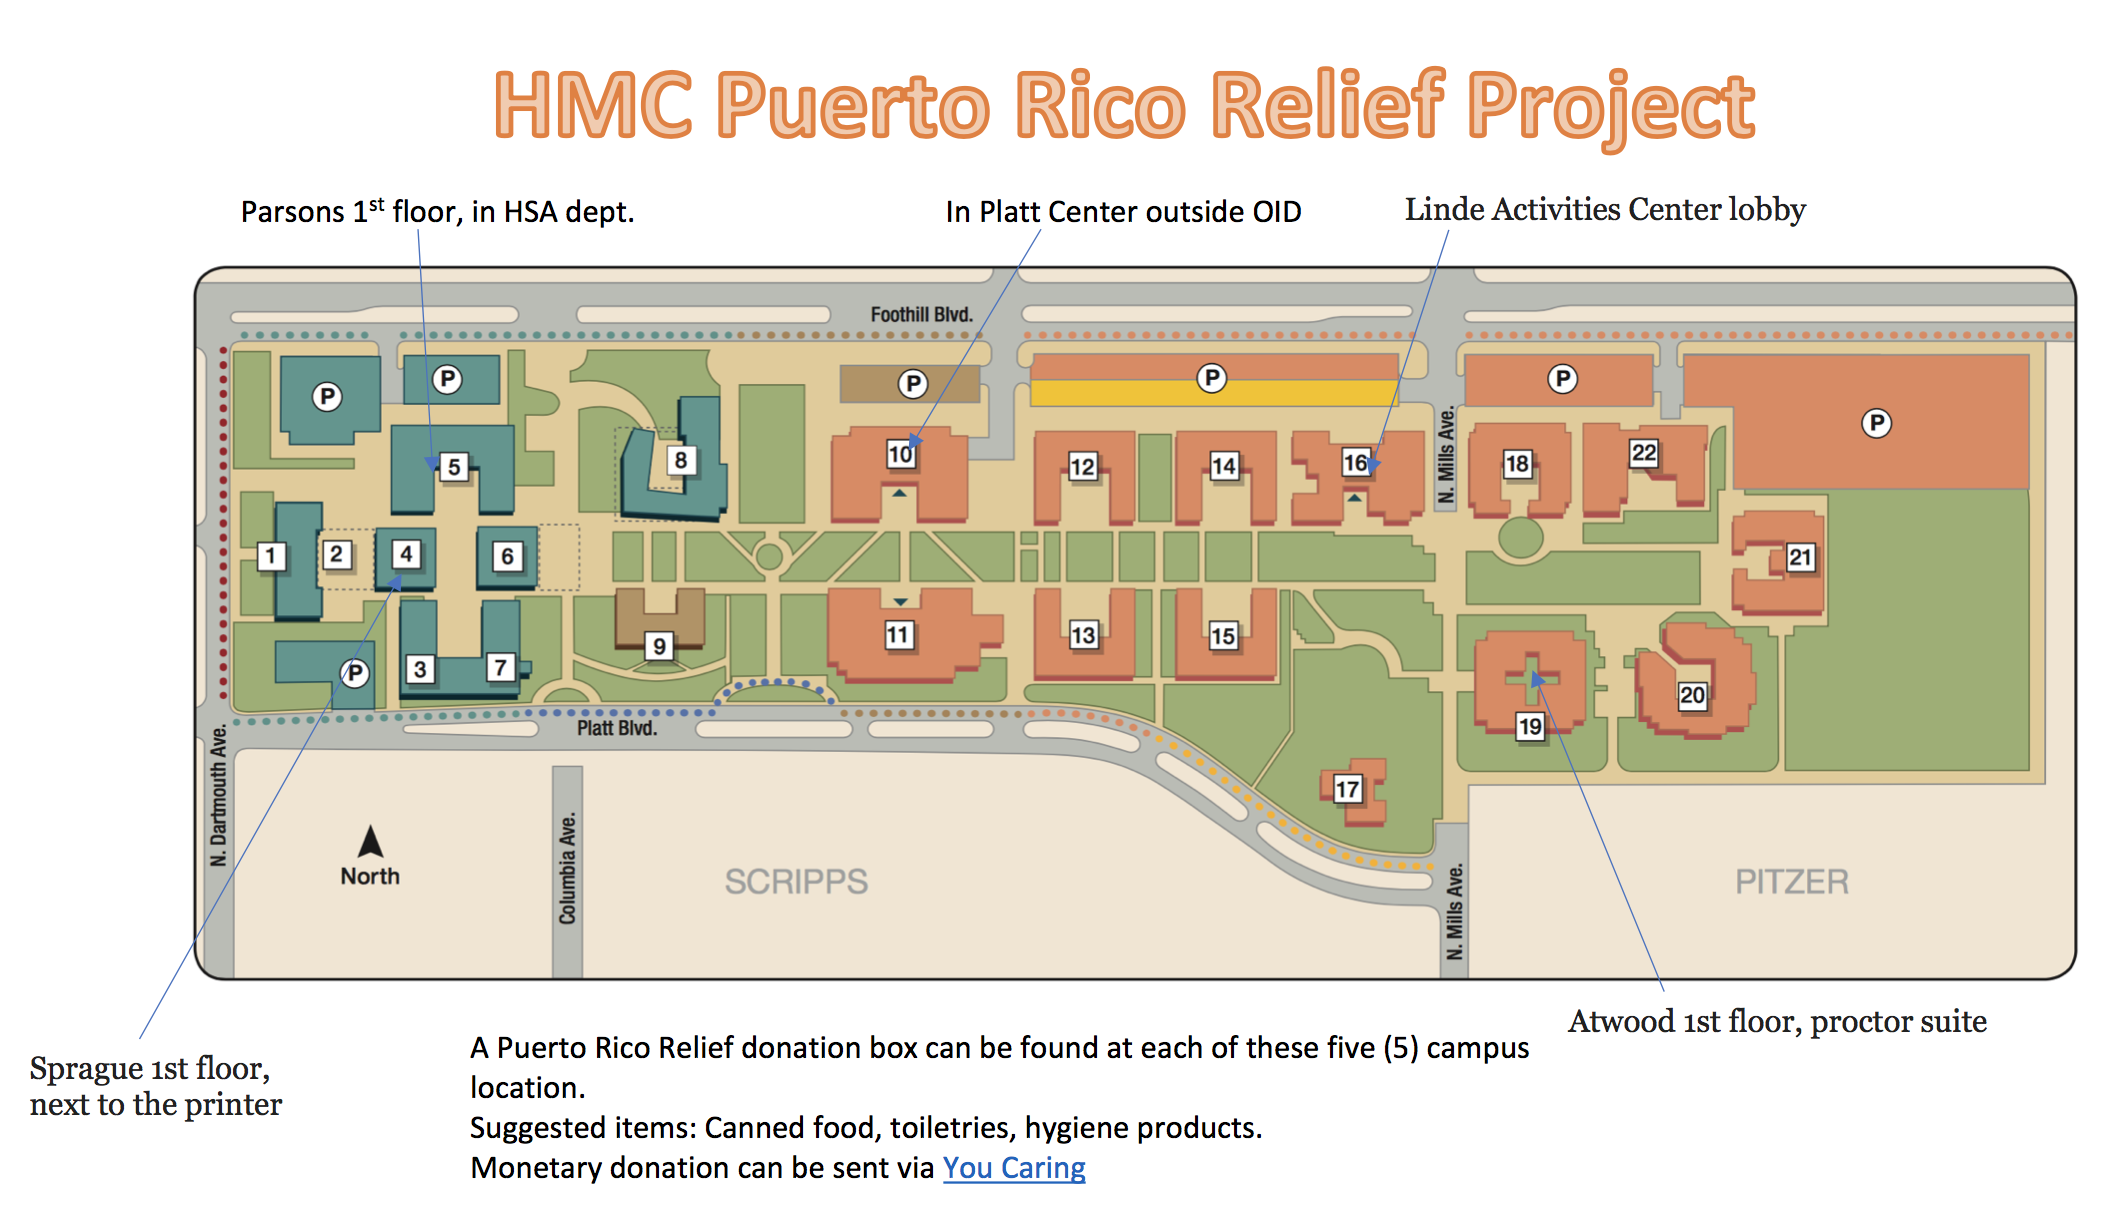 HMC Puerto Rico Relief Project
Parsons 1st floor, in HSA dept.
In Platt Center outside OID
Linde Activities Center lobby
Foothill Blvd.
P
P
P
P
P
P
N. Mills Ave.
5
8
10
12
14
16
18
22
1
2
4
6
21
3
7
P
9
11
13
15
19
20
17
Platt Blvd.
N. Dartmouth Ave.
Columbia Ave.
North
SCRIPPS
N. Mills Ave.
PITZER
Sprague 1st floor,
next to the printer
Atwood 1st floor, proctor suite
A Puerto Rico Relief donation box can be found at each of these five (5) campus
location.
Suggested items: Canned food, toiletries, hygiene products.
Monetary donation can be sent via You Caring